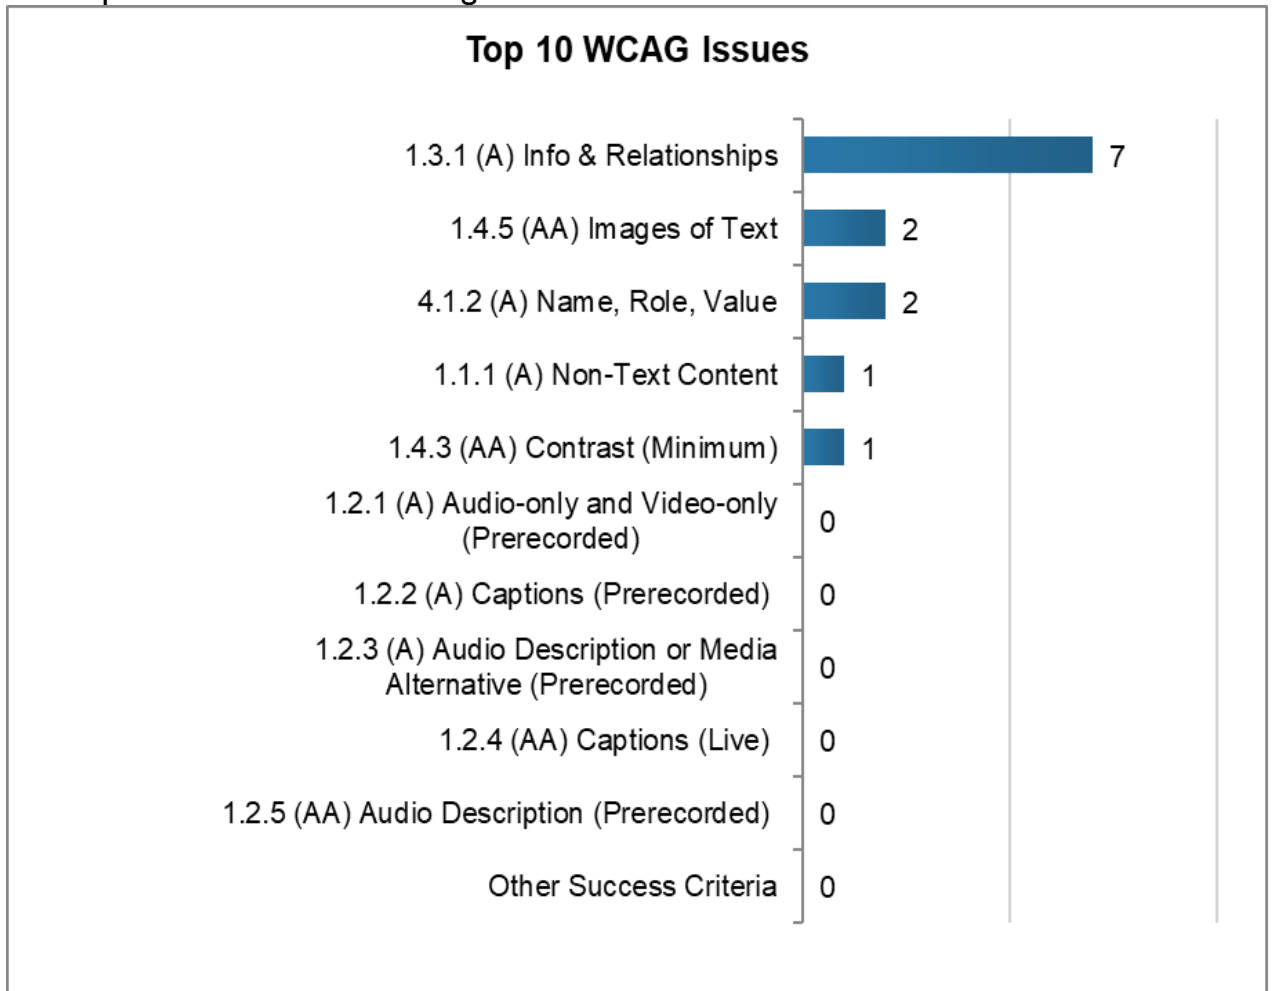 Top 10 WCAG Issues
1.3.1 (A) Info & Relationships 7
1.4.5 (AA) Images of Text 2
4.1.2 (A) Name, Role, Value 2
1.1.1 (A) Non-Text Content 1
1.4.3 (AA) Contrast (Minimum) 1
1.2.1 (A) Audio-only and Video-only
(Prerecorded) 0
1.2.2 (A) Captions (Prerecorded) 0
1.2.3 (A) Audio Description or Media
Alternative (Prerecorded) 0
1.2.4 (AA) Captions (Live) 0
1.2.5 (AA) Audio Description (Prerecorded) 0
Other Success Criteria 0